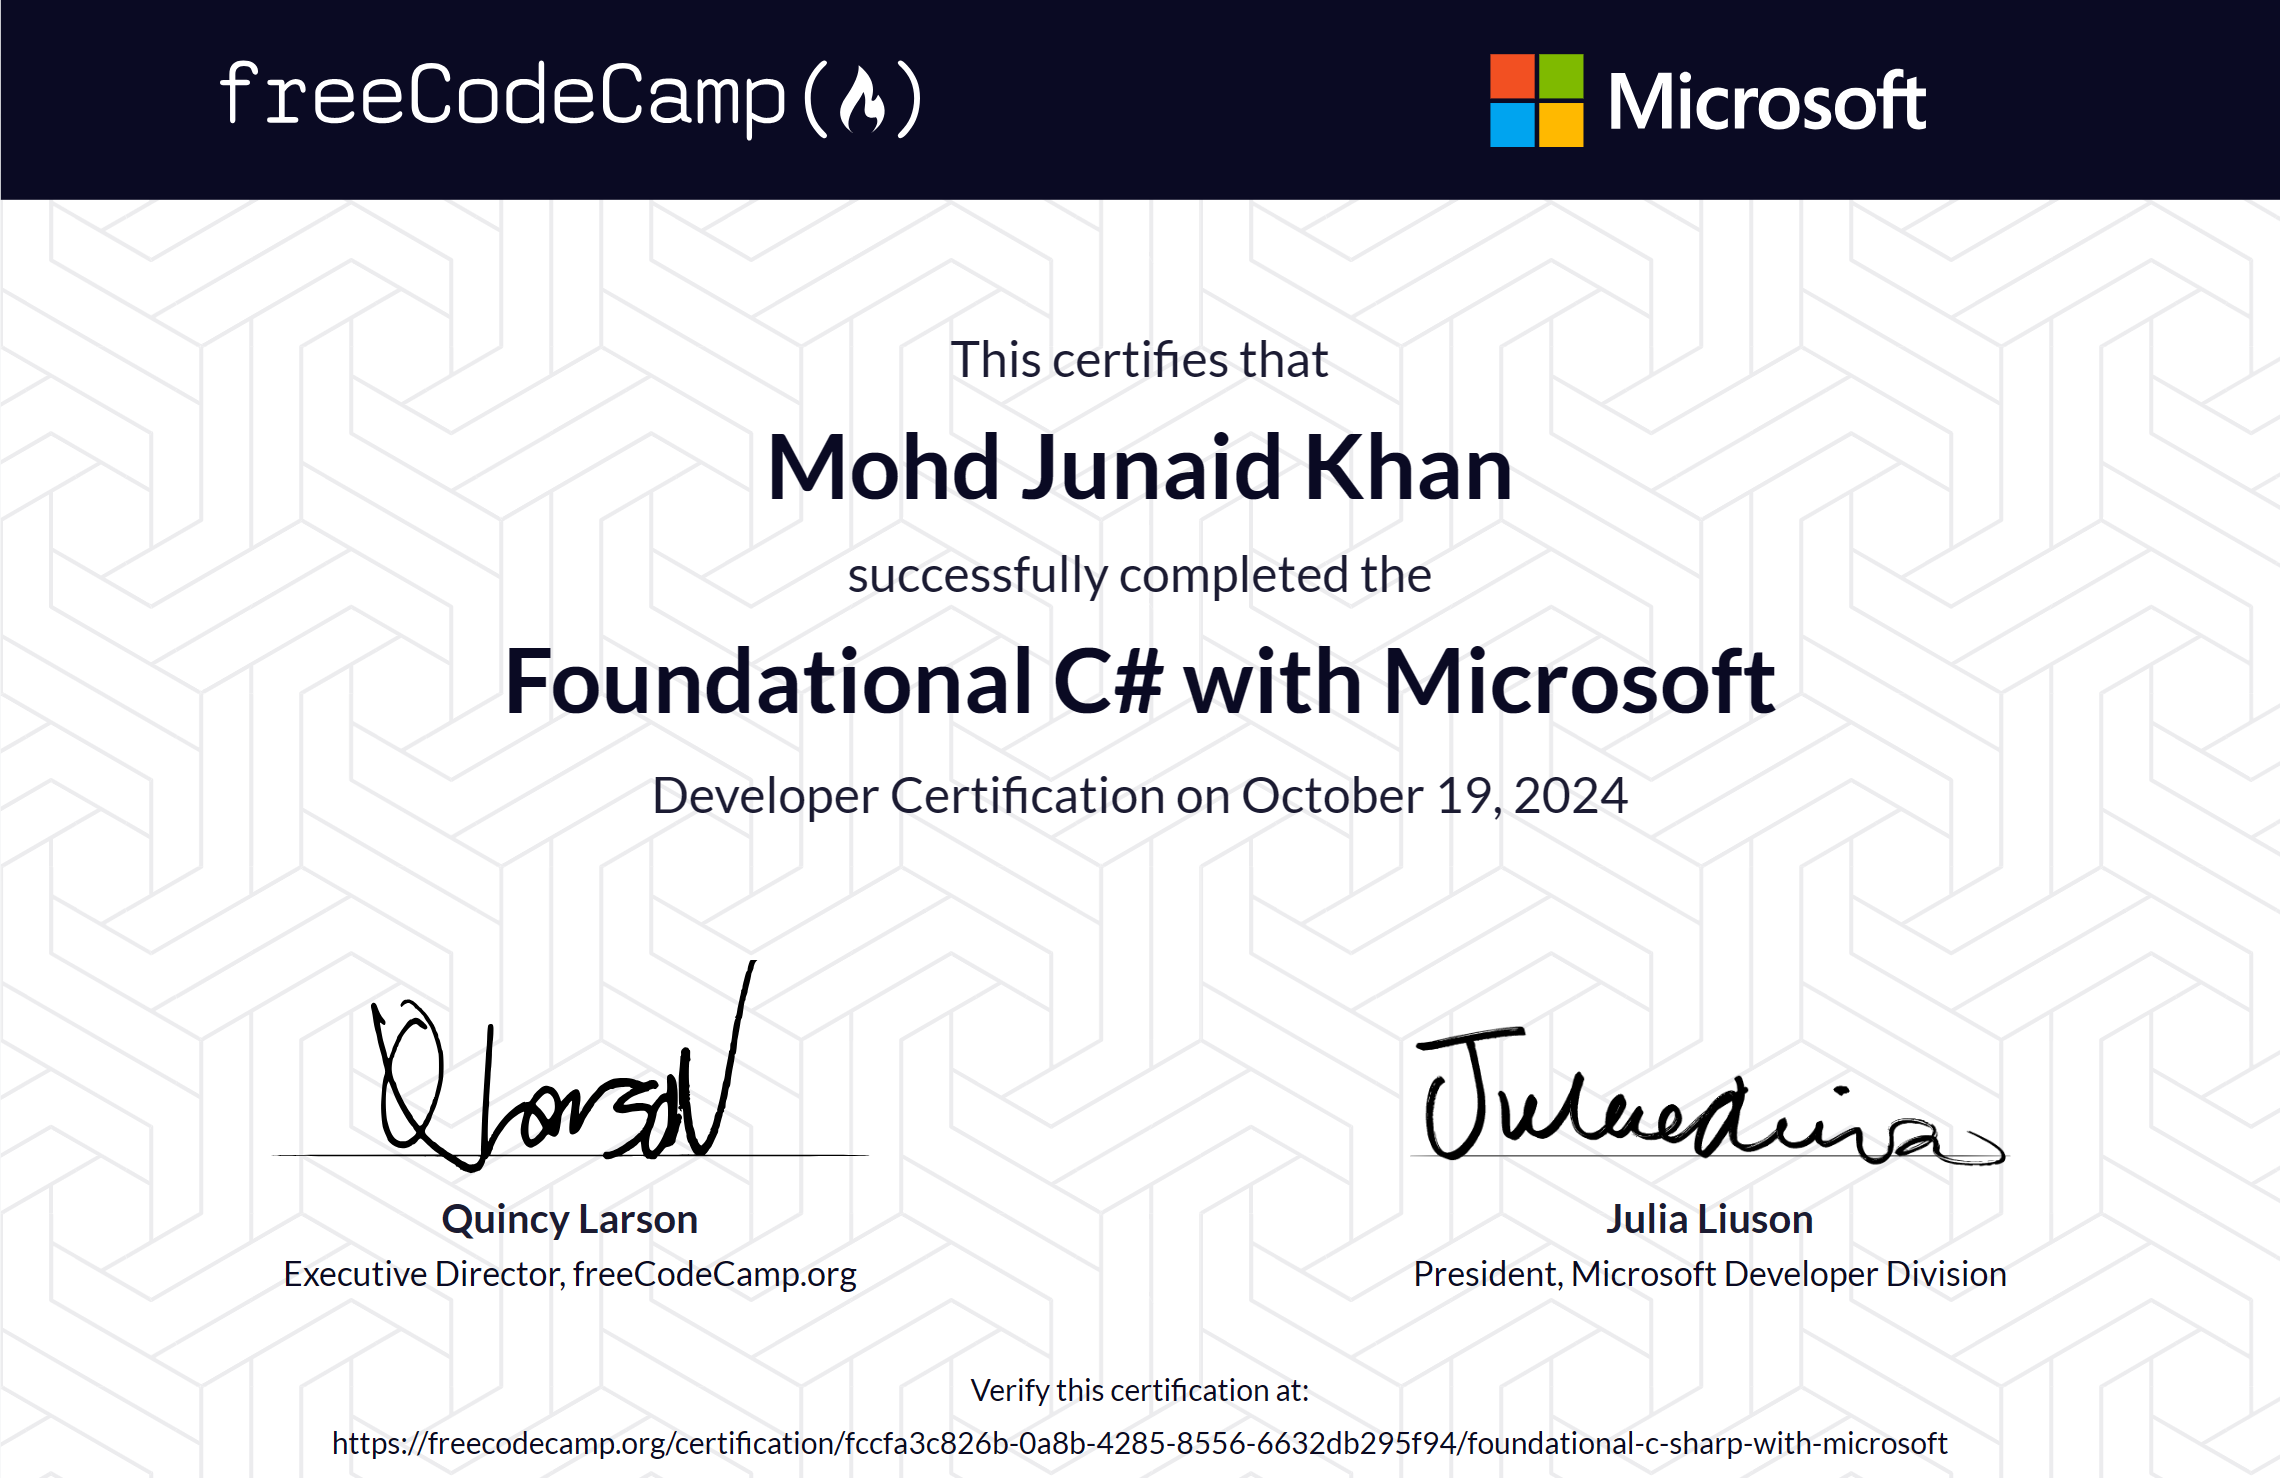 freeCodeCamp(🔥)
Microsoft
This certifies that
Mohd Junaid Khan
successfully completed the
Foundational C# with Microsoft
Developer Certification on October 19, 2024
Quincy Larson
Executive Director, freeCodeCamp.org
Julia Liuson
President, Microsoft Developer Division
Verify this certification at:
https://freecodecamp.org/certification/fccfa3c826b-0a8b-4285-8556-6632db295f94/foundational-c-sharp-with-microsoft